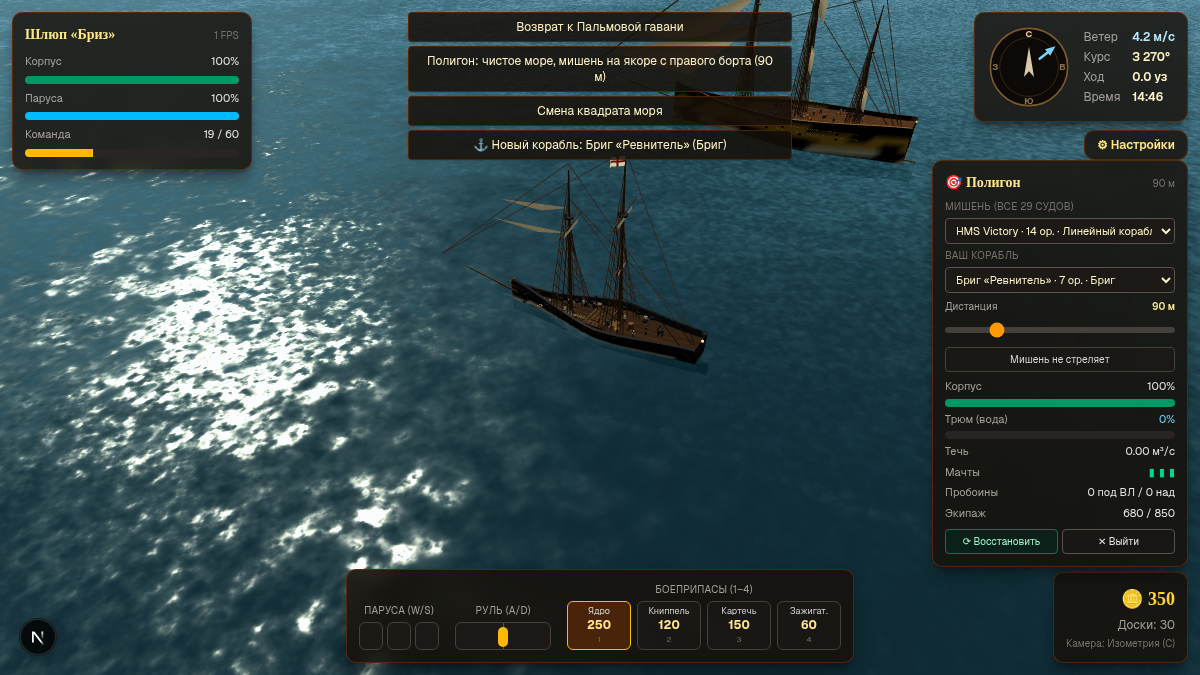 Шлюп «Бриз»
1 FPS
Корпус 100%
Паруса 100%
Команда 19 / 60
Возврат к Пальмовой гавани
Полигон: чистое море, мишень на якоре с правого борта (90
м)
Смена квадрата моря
⚓ Новый корабль: Бриг «Ревнитель» (Бриг)
С
З
В
Ю
Ветер 4.2 м/с
Курс З 270°
Ход 0.0 уз
Время 14:46
⚙ Настройки
🎯 Полигон
90 м
МИШЕНЬ (ВСЕ 29 СУДОВ)
HMS Victory · 14 ор. · Линейный корабл
ВАШ КОРАБЛЬ
Бриг «Ревнитель» · 7 ор. · Бриг
Дистанция 90 м
Мишень не стреляет
Корпус 100%
Трюм (вода) 0%
Течь 0.00 м³/с
Мачты
Пробоины 0 под ВЛ / 0 над
Экипаж 680 / 850
⟳ Восстановить
✕ Выйти
ПАРУСА (W/S)
РУЛЬ (A/D)
БОЕПРИПАСЫ (1–4)
Ядро
250
1
Книппель
120
2
Картечь
150
3
Зажигат.
60
4
🪙 350
Доски: 30
Камера: Изометрия (C)
N